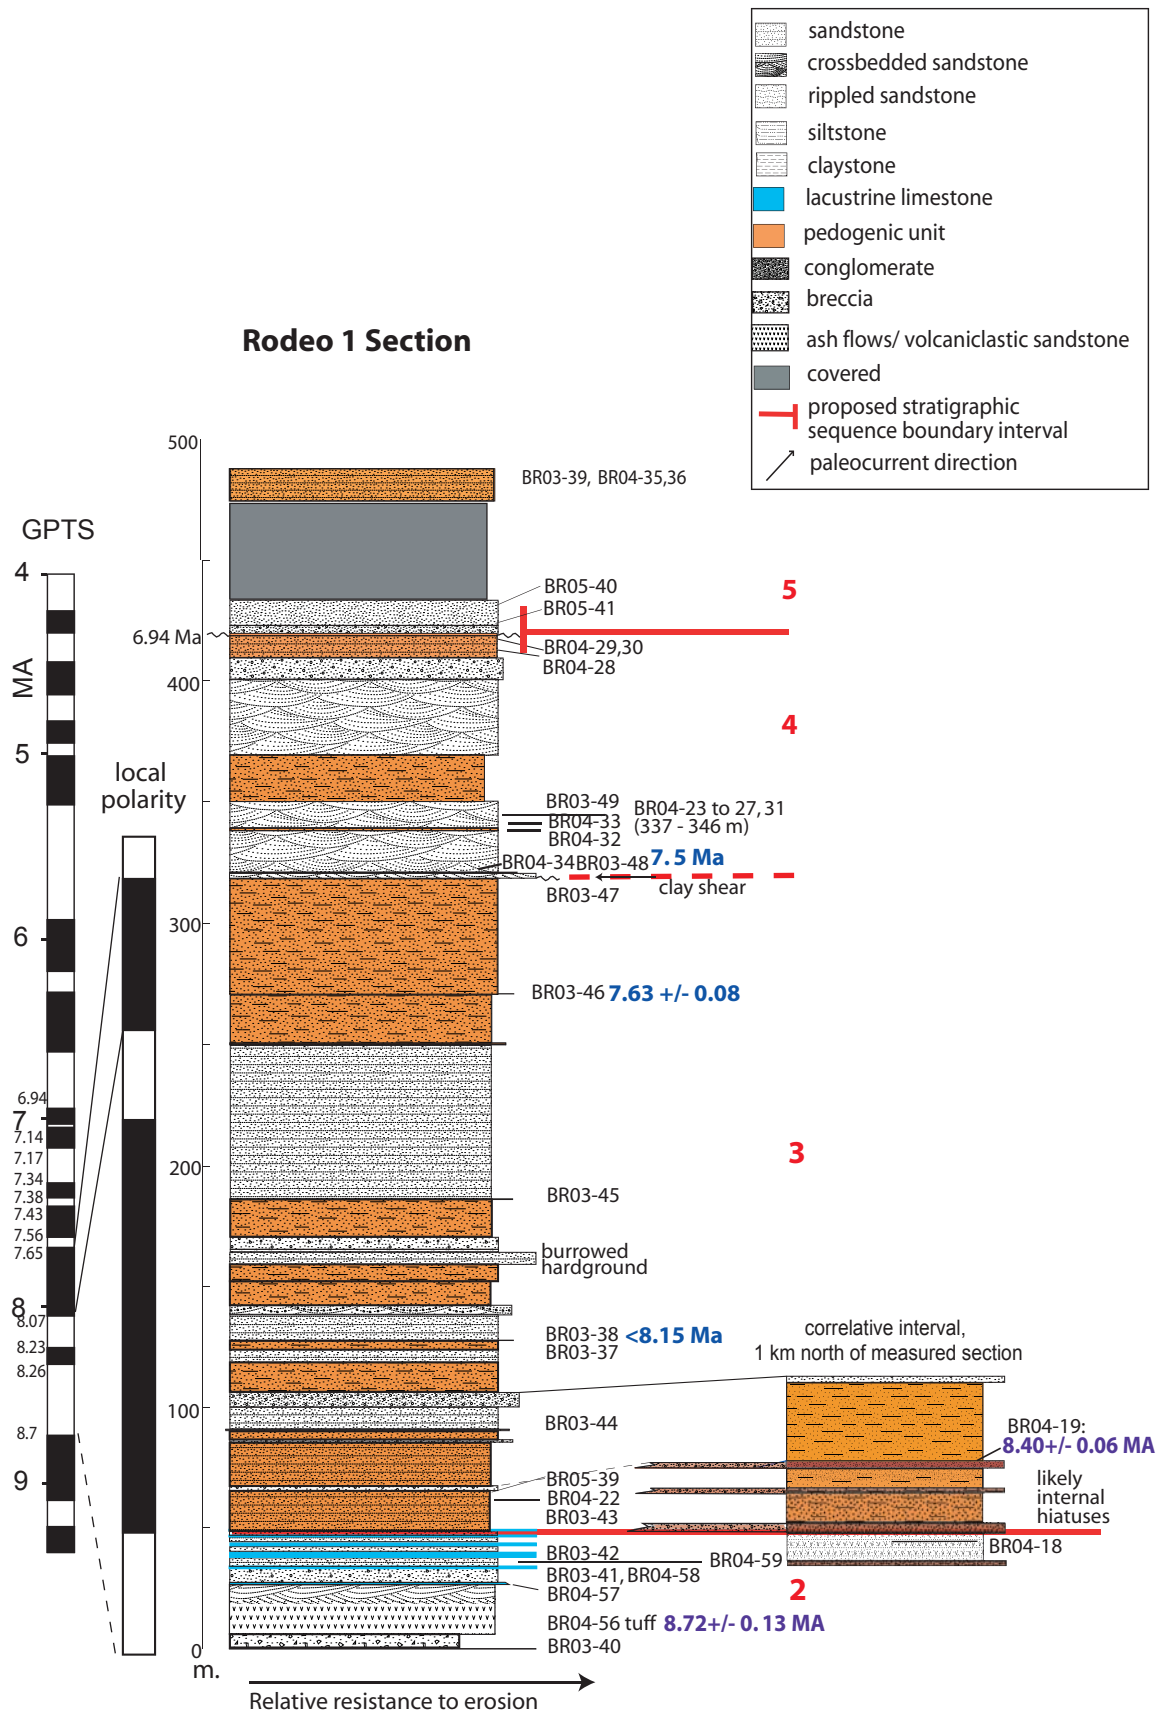 sandstone
crossbedded sandstone
rippled sandstone
siltstone
claystone
lacustrine limestone
pedogenic unit
conglomerate
breccia
ash flows/ volcaniclastic sandstone
covered
proposed stratigraphic
sequence boundary interval
paleocurrent direction
Rodeo 1 Section
500
BR03-39, BR04-35,36
GPTS
4
BR05-40
5
BR05-41
6.94 Ma
BR04-29,30
BR04-28
MA
400
4
5
local
polarity
BR03-49
BR04-23 to 27,31
BR04-33
(337 - 346 m)
BR04-32
BR04-34 BR03-48 7.5 Ma
clay shear
BR03-47
300
6
BR03-46 7.63 +/- 0.08
6.94
7
7.14
7.17
3
200
7.34
BR03-45
7.38
7.43
7.56
7.65
burrowed
hardground
8
8.07
BR03-38 <8.15 Ma
correlative interval,
8.23
BR03-37
1 km north of measured section
8.26
100
BR03-44
8.7
BR04-19:
8.40+/- 0.06 MA
9
BR05-39
likely
internal
hiatuses
BR04-22
BR03-43
BR04-18
BR03-42
BR04-59
BR03-41, BR04-58
BR04-57
2
BR04-56 tuff 8.72+/- 0.13 MA
BR03-40
0
m.
Relative resistance to erosion